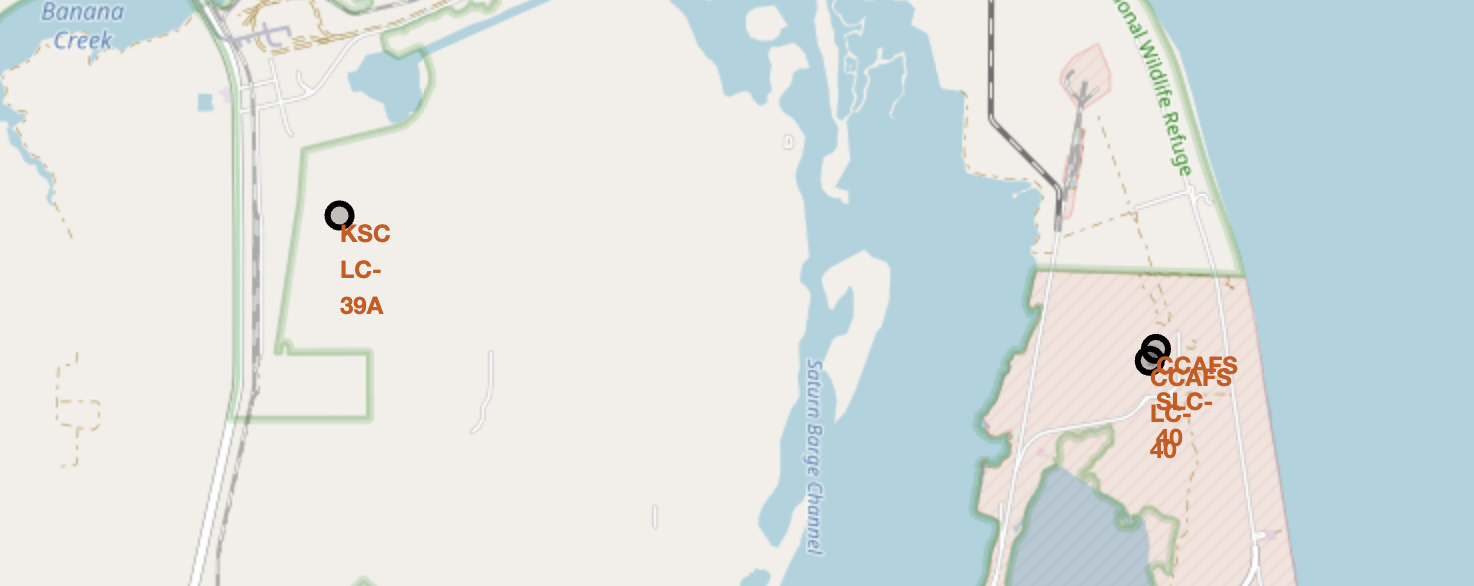 Banana
Creek
onal Wildlife Refuge
KSC
LC-
39A
CCAFS
SLC-
40
CCAFS
LC-
40
Saturn Barge Channel